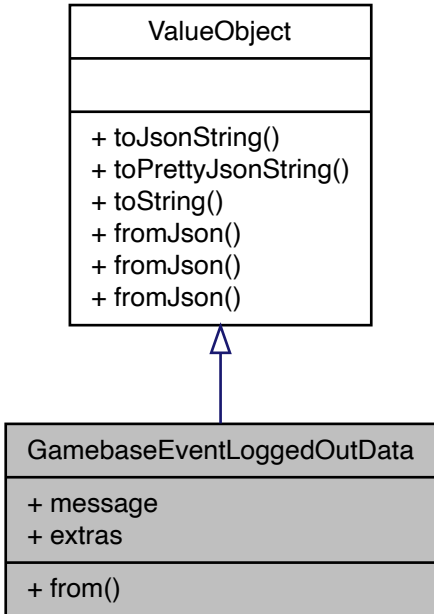 ValueObject
+ toJsonString()
+ toPrettyJsonString()
+ toString()
+ fromJson()
+ fromJson()
+ fromJson()
GamebaseEventLoggedOutData
+ message
+ extras
+ from()